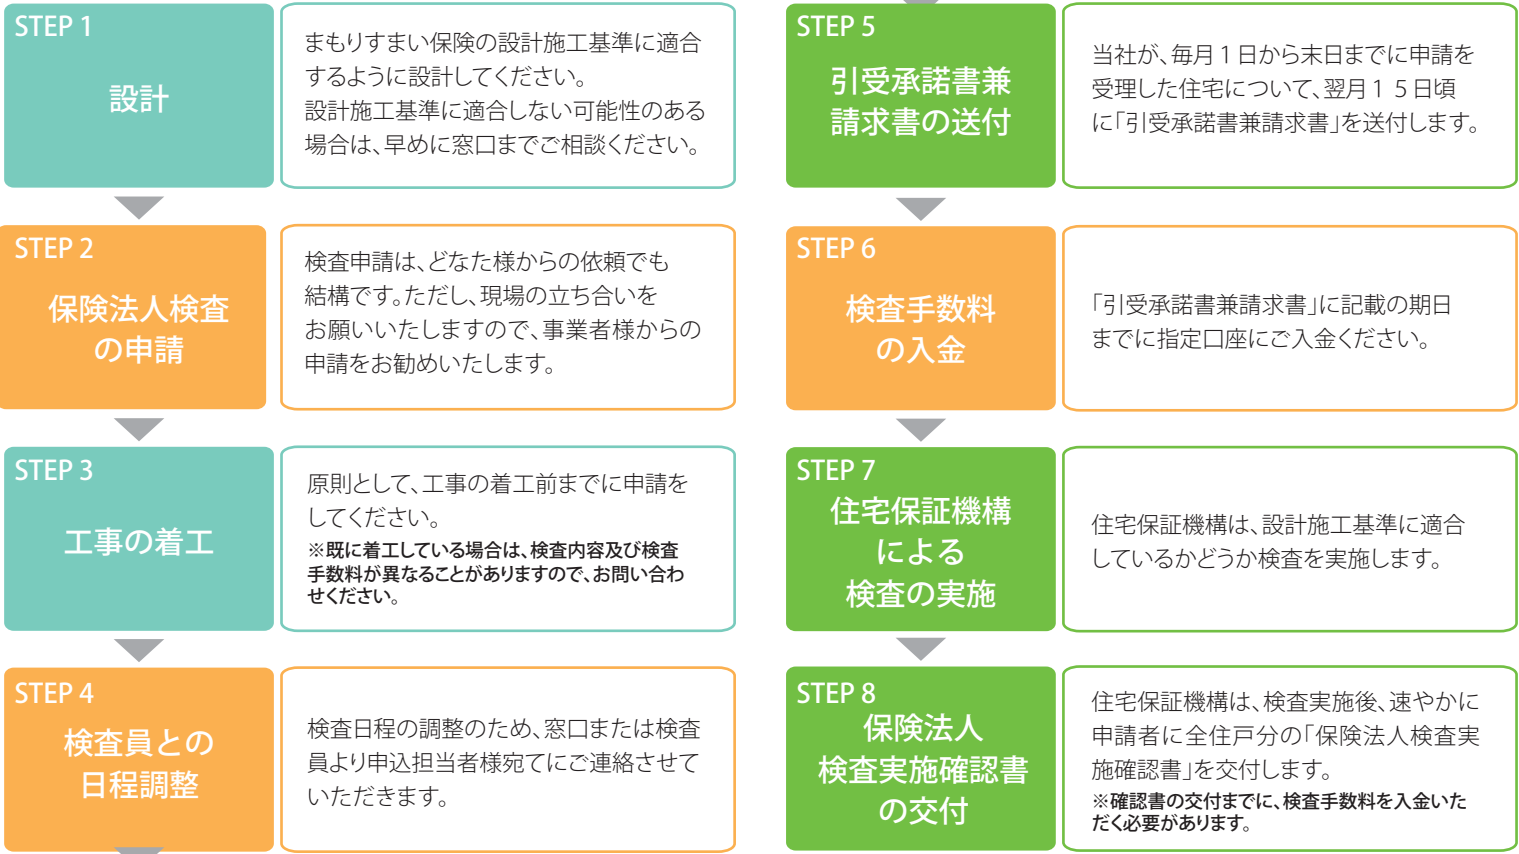 STEP 1
設計
まもりすまい保険の設計施工基準に適合
するように設計してください。
設計施工基準に適合しない可能性のある
場合は、早めに窓口までご相談ください。
STEP 2
保険法人検査
の申請
検査申請は、どなた様からの依頼でも
結構です。ただし、現場の立ち合いを
お願いいたしますので、事業者様からの
申請をお勧めいたします。
STEP 3
工事の着工
原則として、工事の着工前までに申請を
してください。
※既に着工している場合は、検査内容及び検査
手数料が異なることがありますので、お問い合わ
せください。
STEP 4
検査員との
日程調整
検査日程の調整のため、窓口または検査
員より申込担当者様宛てにご連絡させて
いただきます。
STEP 5
引受承諾書兼
請求書の送付
当社が、毎月１日から末日までに申請を
受理した住宅について、翌月１５日頃
に「引受承諾書兼請求書」を送付します。
STEP 6
検査手数料
の入金
「引受承諾書兼請求書」に記載の期日
までに指定口座にご入金ください。
STEP 7
住宅保証機構
による
検査の実施
住宅保証機構は、設計施工基準に適合
しているかどうか検査を実施します。
STEP 8
保険法人
検査実施確認書
の交付
住宅保証機構は、検査実施後、速やかに
申請者に全住戸分の「保険法人検査実
施確認書」を交付します。
※確認書の交付までに、検査手数料を入金いた
だく必要があります。